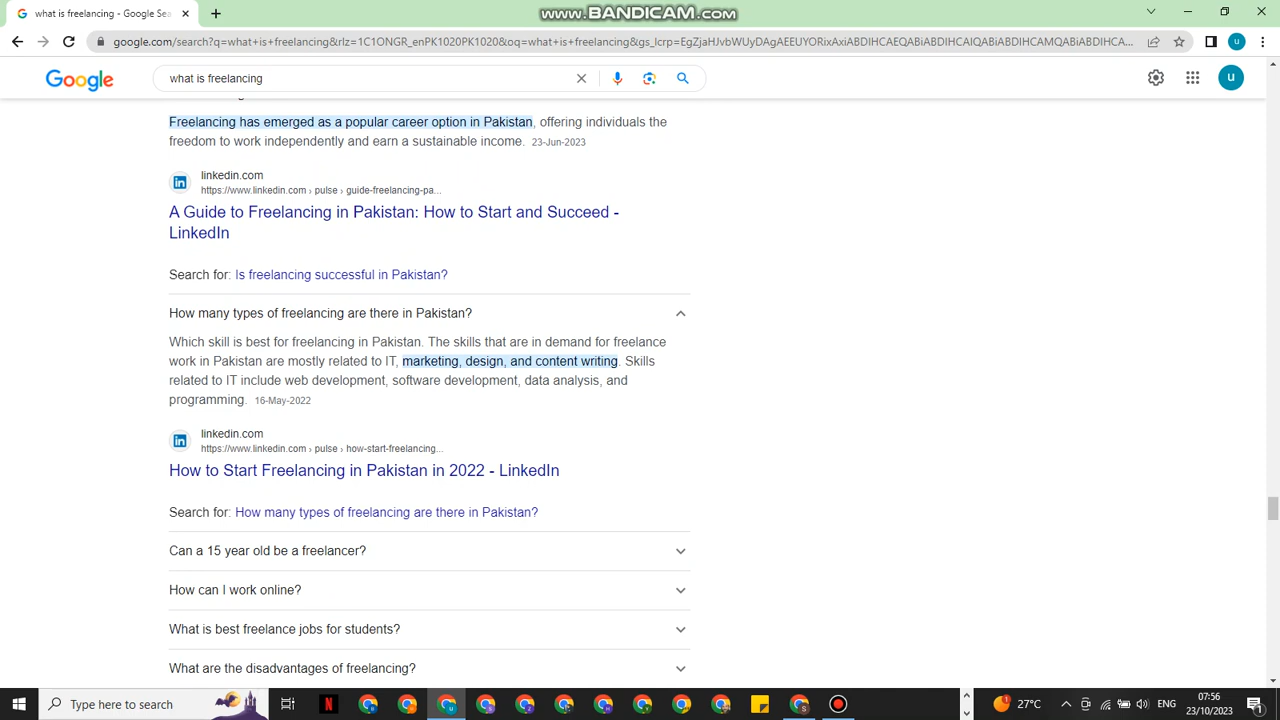 what is freelancing - Google Sea
www.BANDICAM.com
google.com/search?q=what+is+freelancing&rlz=1C1ONGR_enPK1020PK1020&oq=what+is+freelancing&gs_lcrp=EgZjaHJvbWUyDAgAEEUYORixAxiABDIHCAEQABiABDIHCAIQABiABDIHCAMQABiABDIHCA...
u
Google
what is freelancing
u
Freelancing has emerged as a popular career option in Pakistan, offering individuals the
freedom to work independently and earn a sustainable income. 23-Jun-2023
linkedin.com
https://www.linkedin.com › pulse › guide-freelancing-pa...
A Guide to Freelancing in Pakistan: How to Start and Succeed -
LinkedIn
Search for: Is freelancing successful in Pakistan?
How many types of freelancing are there in Pakistan?
Which skill is best for freelancing in Pakistan. The skills that are in demand for freelance
work in Pakistan are mostly related to IT, marketing, design, and content writing. Skills
related to IT include web development, software development, data analysis, and
programming. 16-May-2022
linkedin.com
https://www.linkedin.com › pulse › how-start-freelancing...
How to Start Freelancing in Pakistan in 2022 - LinkedIn
Search for: How many types of freelancing are there in Pakistan?
Can a 15 year old be a freelancer?
How can I work online?
What is best freelance jobs for students?
What are the disadvantages of freelancing?
Type here to search
27°C
ENG
07:56
23/10/2023